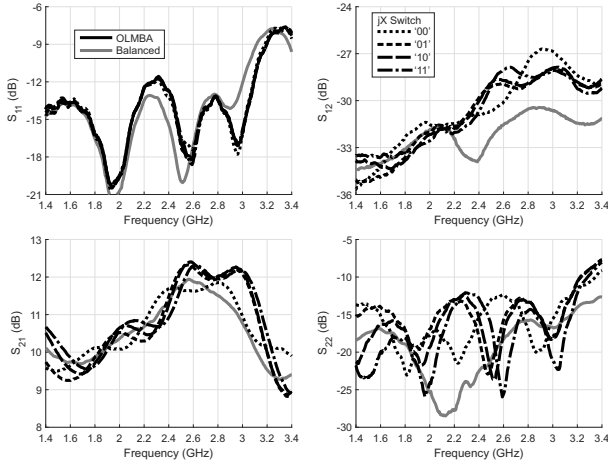 -6
-9
-12
-15
-18
-21
S11 (dB)
OLMBA
Balanced
1.4 1.6 1.8 2 2.2 2.4 2.6 2.8 3 3.2 3.4
Frequency (GHz)
-24
-27
-30
-33
-36
S12 (dB)
jX Switch
'00'
'01'
'10'
'11'
1.4 1.6 1.8 2 2.2 2.4 2.6 2.8 3 3.2 3.4
Frequency (GHz)
13
12
11
10
9
8
S21 (dB)
1.4 1.6 1.8 2 2.2 2.4 2.6 2.8 3 3.2 3.4
Frequency (GHz)
-5
-10
-15
-20
-25
-30
S22 (dB)
1.4 1.6 1.8 2 2.2 2.4 2.6 2.8 3 3.2 3.4
Frequency (GHz)